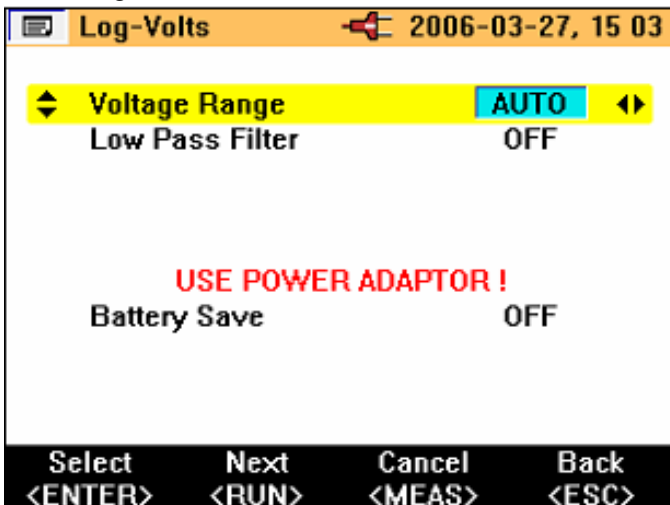 Log-Volts 2006-03-27, 15 03
Voltage Range AUTO
Low Pass Filter OFF
USE POWER ADAPTOR !
Battery Save OFF
Select Next Cancel Back
<ENTER> <RUN> <MEAS> <ESC>